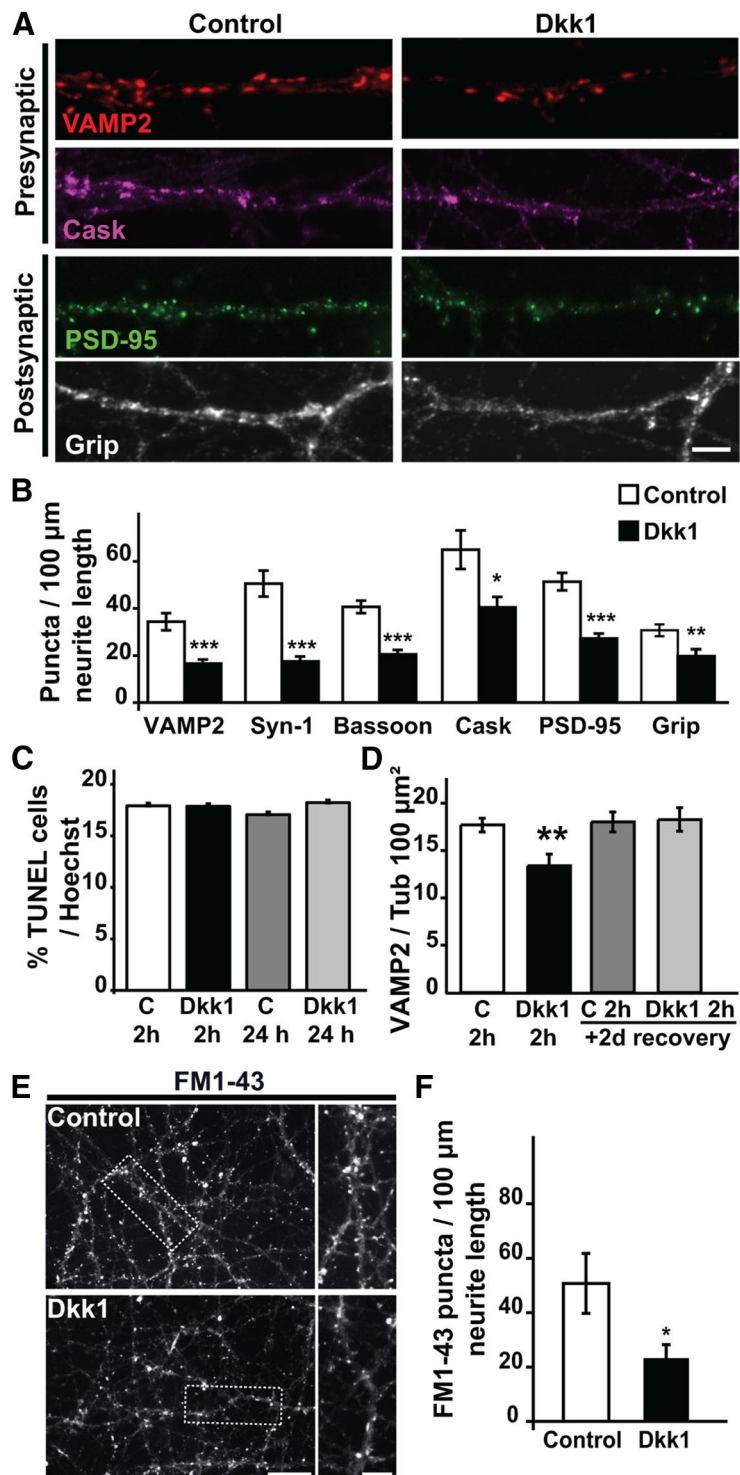 A
Control
Dkk1
Presynaptic
VAMP2
Cask
Postsynaptic
PSD-95
Grip
B
Puncta / 100 µm
neurite length
60
40
20
0
Control
Dkk1
***
***
***
*
***
**
VAMP2 Syn-1 Bassoon Cask PSD-95 Grip
C
% TUNEL cells
/ Hoechst
20
15
10
5
0
C Dkk1 C Dkk1
2h 2h 24 h 24 h
D
VAMP2 / Tub 100 µm²
20
15
10
5
0
**
C Dkk1 C 2h Dkk1 2h
2h 2h +2d recovery
E
FM1-43
Control
Dkk1
F
FM1-43 puncta / 100 µm
neurite length
80
60
40
20
0
*
Control Dkk1